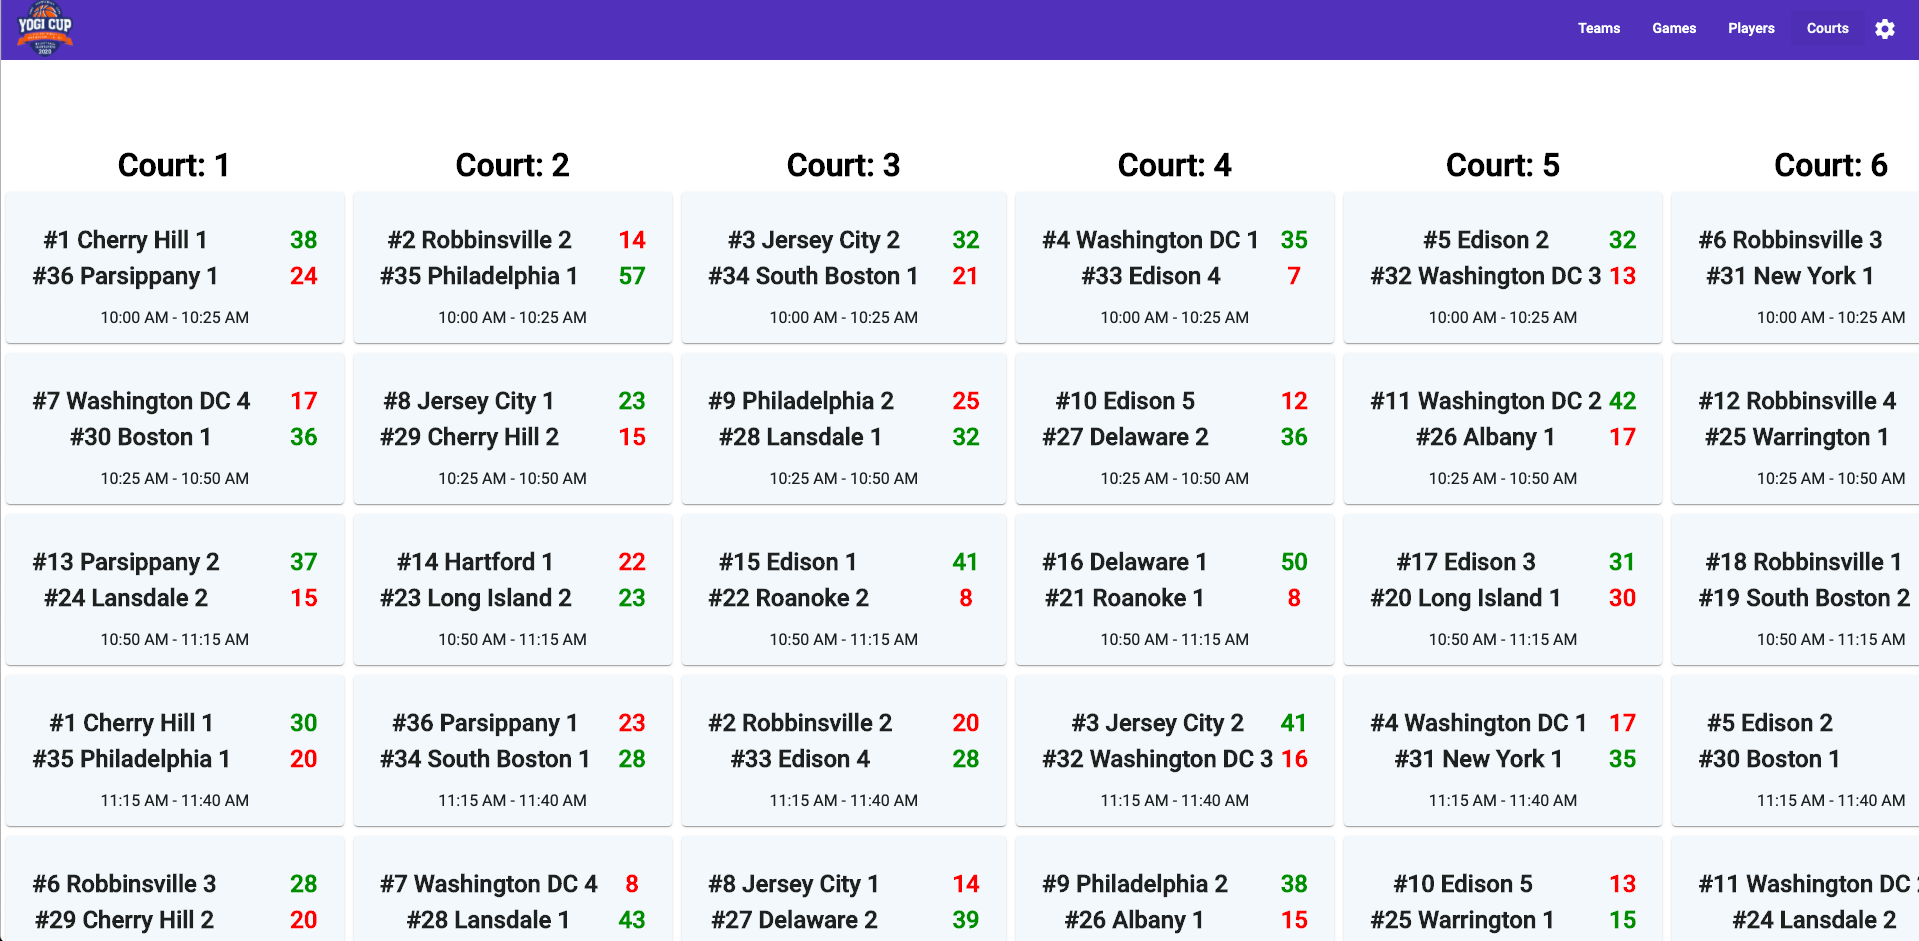 YOGI CUP
2023
Teams Games Players Courts
Court: 1 Court: 2 Court: 3 Court: 4 Court: 5 Court: 6
#1 Cherry Hill 1 38 #2 Robbinsville 2 14 #3 Jersey City 2 32 #4 Washington DC 1 35 #5 Edison 2 32 #6 Robbinsville 3
#36 Parsippany 1 24 #35 Philadelphia 1 57 #34 South Boston 1 21 #33 Edison 4 7 #32 Washington DC 3 13 #31 New York 1
10:00 AM - 10:25 AM 10:00 AM - 10:25 AM 10:00 AM - 10:25 AM 10:00 AM - 10:25 AM 10:00 AM - 10:25 AM 10:00 AM - 10:25 AM
#7 Washington DC 4 17 #8 Jersey City 1 23 #9 Philadelphia 2 25 #10 Edison 5 12 #11 Washington DC 2 42 #12 Robbinsville 4
#30 Boston 1 36 #29 Cherry Hill 2 15 #28 Lansdale 1 32 #27 Delaware 2 36 #26 Albany 1 17 #25 Warrington 1
10:25 AM - 10:50 AM 10:25 AM - 10:50 AM 10:25 AM - 10:50 AM 10:25 AM - 10:50 AM 10:25 AM - 10:50 AM 10:25 AM - 10:50 AM
#13 Parsippany 2 37 #14 Hartford 1 22 #15 Edison 1 41 #16 Delaware 1 50 #17 Edison 3 31 #18 Robbinsville 1
#24 Lansdale 2 15 #23 Long Island 2 23 #22 Roanoke 2 8 #21 Roanoke 1 8 #20 Long Island 1 30 #19 South Boston 2
10:50 AM - 11:15 AM 10:50 AM - 11:15 AM 10:50 AM - 11:15 AM 10:50 AM - 11:15 AM 10:50 AM - 11:15 AM 10:50 AM - 11:15 AM
#1 Cherry Hill 1 30 #36 Parsippany 1 23 #2 Robbinsville 2 20 #3 Jersey City 2 41 #4 Washington DC 1 17 #5 Edison 2
#35 Philadelphia 1 20 #34 South Boston 1 28 #33 Edison 4 28 #32 Washington DC 3 16 #31 New York 1 35 #30 Boston 1
11:15 AM - 11:40 AM 11:15 AM - 11:40 AM 11:15 AM - 11:40 AM 11:15 AM - 11:40 AM 11:15 AM - 11:40 AM 11:15 AM - 11:40 AM
#6 Robbinsville 3 28 #7 Washington DC 4 8 #8 Jersey City 1 14 #9 Philadelphia 2 38 #10 Edison 5 13 #11 Washington DC
#29 Cherry Hill 2 20 #28 Lansdale 1 43 #27 Delaware 2 39 #26 Albany 1 15 #25 Warrington 1 15 #24 Lansdale 2